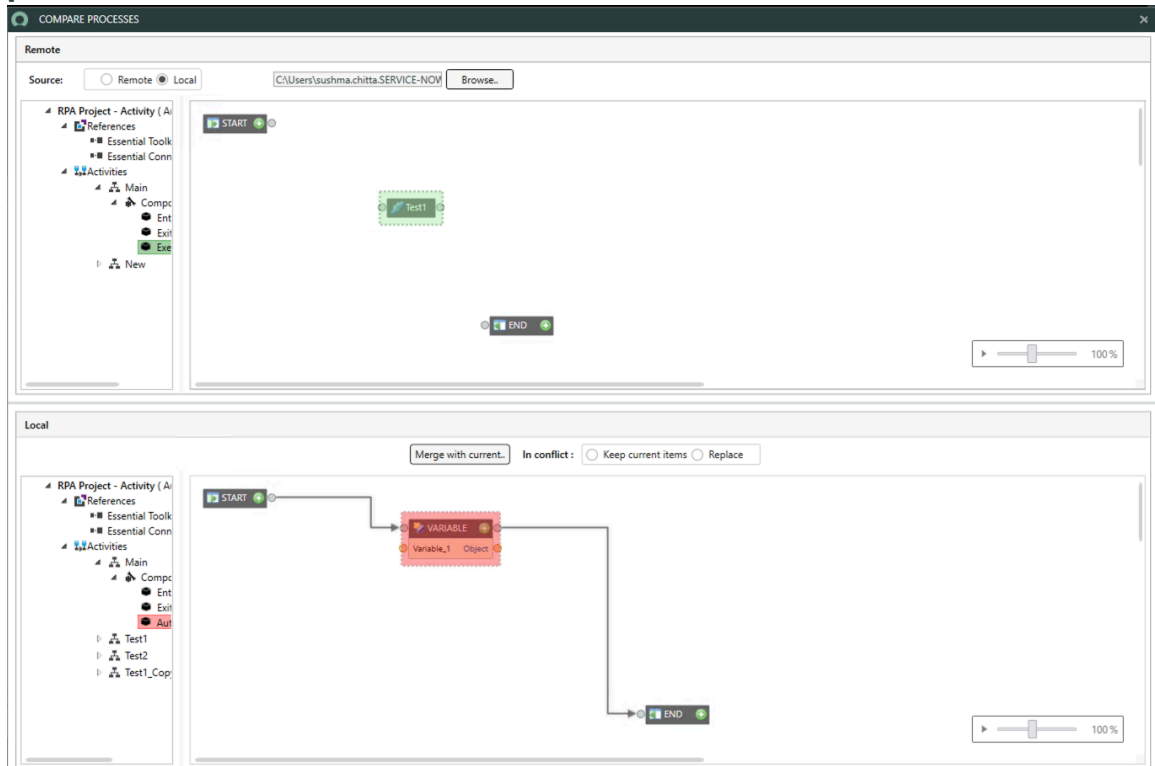 COMPARE PROCESSES
Remote
Source: Remote Local C:\Users\sushma.chitta.SERVICE-NOW Browse..
RPA Project - Activity ( A
References
Essential Toolk
Essential Conn
Activities
Main
Compo
Ent
Exit
Exe
New
START
Test1
END
100 %
Local
Merge with current.. In conflict : Keep current items Replace
RPA Project - Activity ( A
References
Essential Toolk
Essential Conn
Activities
Main
Compo
Ent
Exit
Aut
Test1
Test2
Test1_Cop
START
VARIABLE
Variable_1 Object
END
100 %